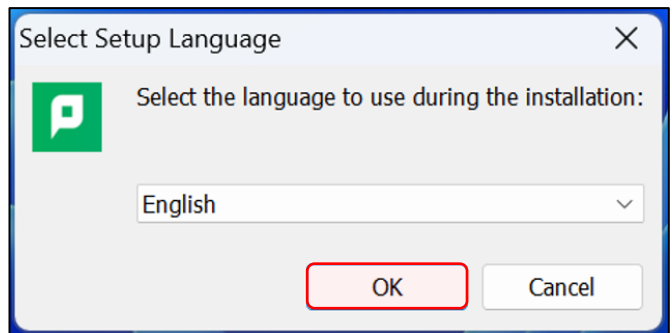 Select Setup Language
Select the language to use during the installation:
English
OK
Cancel